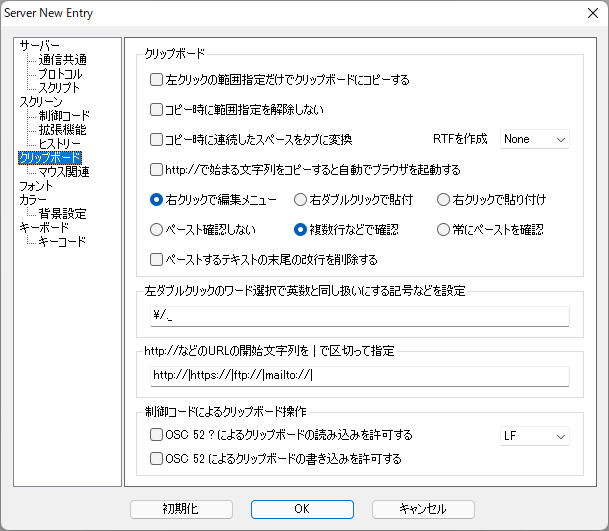 Server New Entry
サーバー
通信共通
プロトコル
スクリプト
スクリーン
制御コード
拡張機能
ヒストリー
クリップボード
マウス関連
フォント
カラー
背景設定
キーボード
キーコード
クリップボード
左クリックの範囲指定だけでクリップボードにコピーする
コピー時に範囲指定を解除しない
コピー時に連続したスペースをタブに変換 RTFを作成 None
http://で始まる文字列をコピーすると自動でブラウザを起動する
右クリックで編集メニュー 右ダブルクリックで貼付 右クリックで貼り付け
ペースト確認しない 複数行などで確認 常にペーストを確認
ペーストするテキストの末尾の改行を削除する
左ダブルクリックのワード選択で英数と同し扱いにする記号などを設定
¥/_
http://などのURLの開始文字列を|で区切って指定
http://|https://|ftp://|mailto://|
制御コードによるクリップボード操作
OSC 52 ? によるクリップボードの読み込みを許可する LF
OSC 52 によるクリップボードの書き込みを許可する
初期化 OK キャンセル